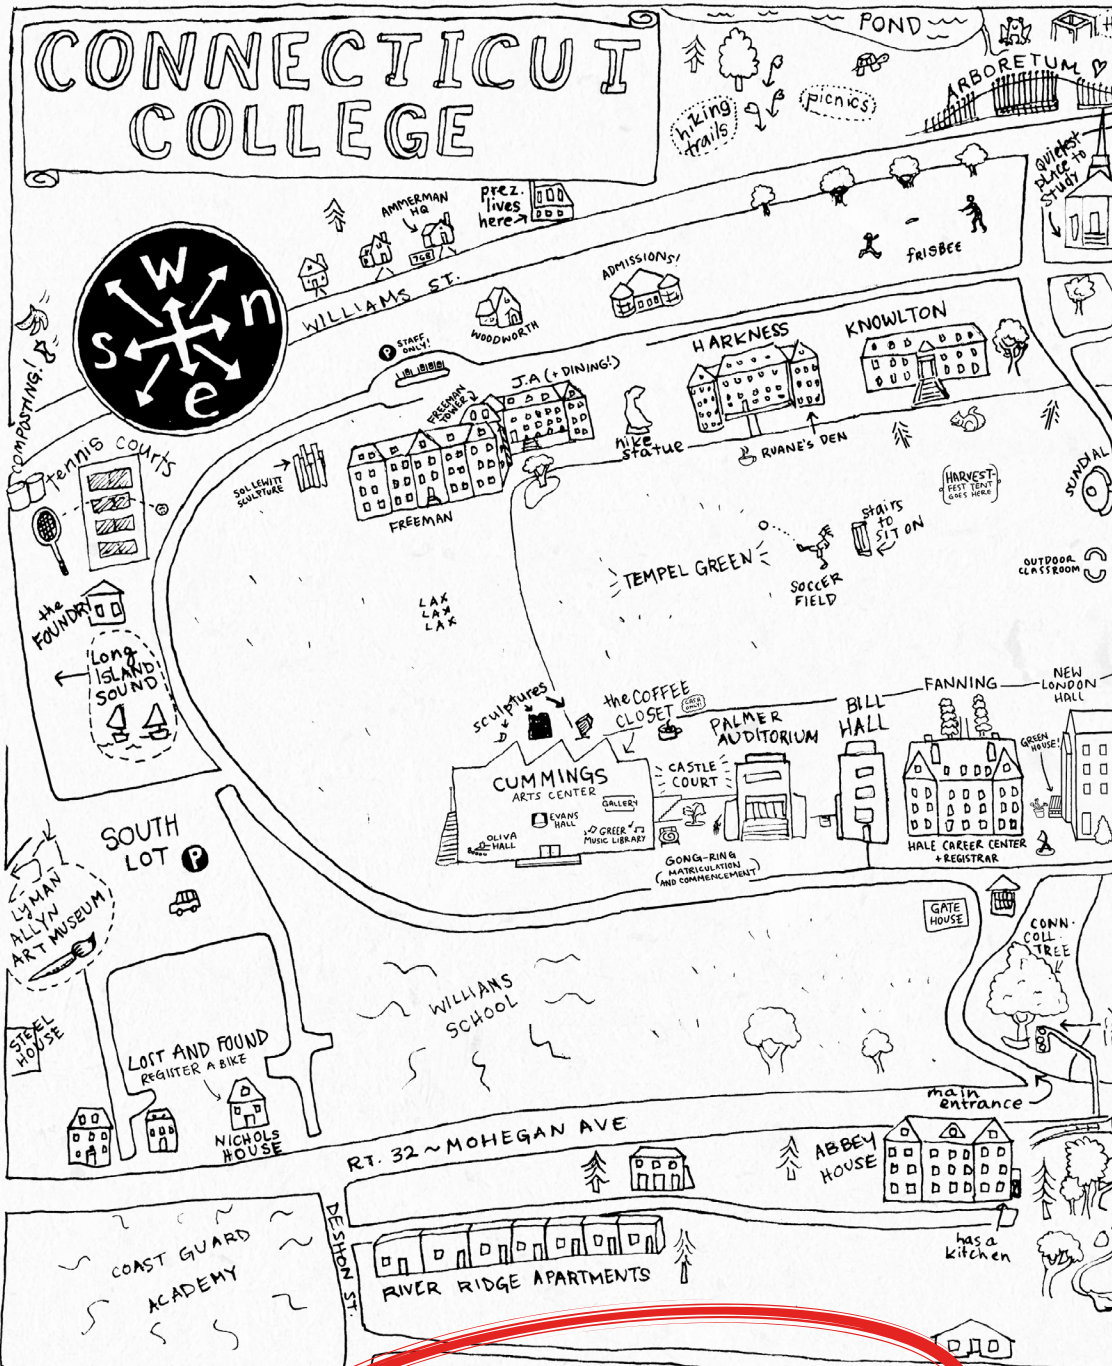 CONNECTICUT
COLLEGE
POND
ARBORETUM
hiking
trails
picnics
Quietest
place to
study
prez.
lives
here
AMMERMAN
HQ
768
FRISBEE
WILLIAMS ST.
ADMISSIONS!
WOODWORTH
W
n
S
e
COMPOSTING!
P STAFF
ONLY!
HARKNESS
KNOWLTON
J.A (+ DINING!)
FREEMAN
TOWER
nike
statue
RUANE'S DEN
tennis courts
SOL LEWITT
SCULPTURE
FREEMAN
HARVEST-
FEST TENT
GOES HERE
SUNDIAL
stairs
to
SIT ON
TEMPEL GREEN
SOCCER
FIELD
OUTDOOR
CLASSROOM
the
FOUNDRY
LAX
LAX
LAX
Long
ISLAND
SOUND
sculptures
the COFFEE
CLOSET
CASH
ONLY!
PALMER
AUDITORIUM
BILL
HALL
FANNING
NEW
LONDON
HALL
GREEN
HOUSE!
CUMMINGS
ARTS CENTER
GALLERY
EVANS
HALL
OLIVA
HALL
GREER
MUSIC LIBRARY
CASTLE
COURT
GONG-RING
(MATRICULATION
AND COMMENCEMENT)
HALE CAREER CENTER
+ REGISTRAR
SOUTH
LOT P
LYMAN
ALLYN
ART MUSEUM
GATE
HOUSE
CONN.
COLL.
TREE
WILLIANS
SCHOOL
STEEL
HOUSE
LOST AND FOUND
REGISTER A BIKE
NICHOLS
HOUSE
main
entrance
RT. 32 ~ MOHEGAN AVE
ABBEY
HOUSE
has a
kitchen
DESHON ST.
COAST GUARD
ACADEMY
RIVER RIDGE APARTMENTS